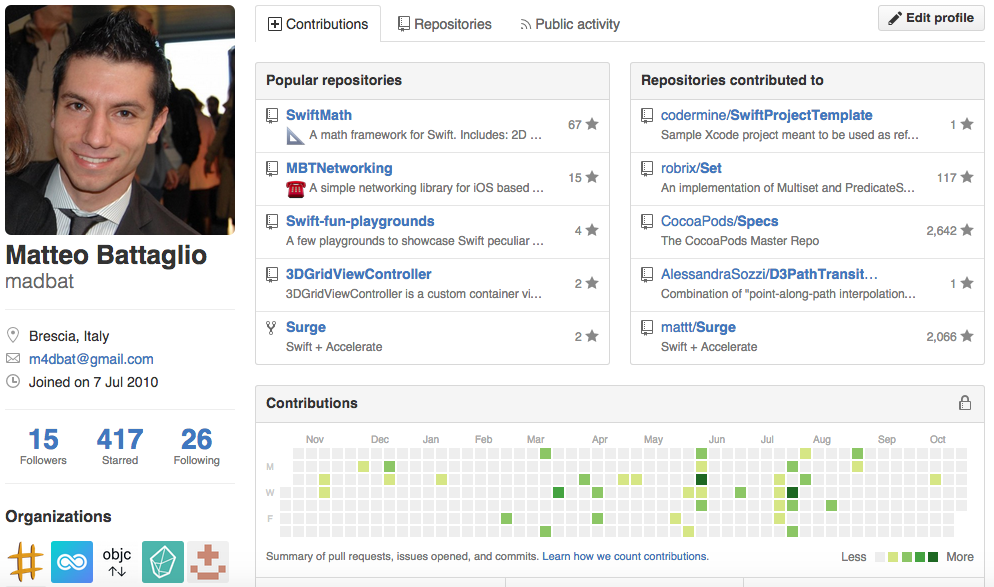 Contributions
Repositories
Public activity
Edit profile
Matteo Battaglio
madbat
Brescia, Italy
m4dbat@gmail.com
Joined on 7 Jul 2010
15
417
26
Followers
Starred
Following
Organizations
objc
↑↓
Popular repositories
SwiftMath
A math framework for Swift. Includes: 2D ...
67
MBTNetworking
A simple networking library for iOS based ...
15
Swift-fun-playgrounds
A few playgrounds to showcase Swift peculiar ...
4
3DGridViewController
3DGridViewController is a custom container vi...
2
Surge
Swift + Accelerate
2
Repositories contributed to
codermine/SwiftProjectTemplate
Sample Xcode project meant to be used as ref...
1
robrix/Set
An implementation of Multiset and PredicateS...
117
CocoaPods/Specs
The CocoaPods Master Repo
2,642
AlessandraSozzi/D3PathTransit...
Combination of "point-along-path interpolation...
1
mattt/Surge
Swift + Accelerate
2,066
Contributions
Nov Dec Jan Feb Mar Apr May Jun Jul Aug Sep Oct
M
W
F
Summary of pull requests, issues opened, and commits. Learn how we count contributions.
Less More